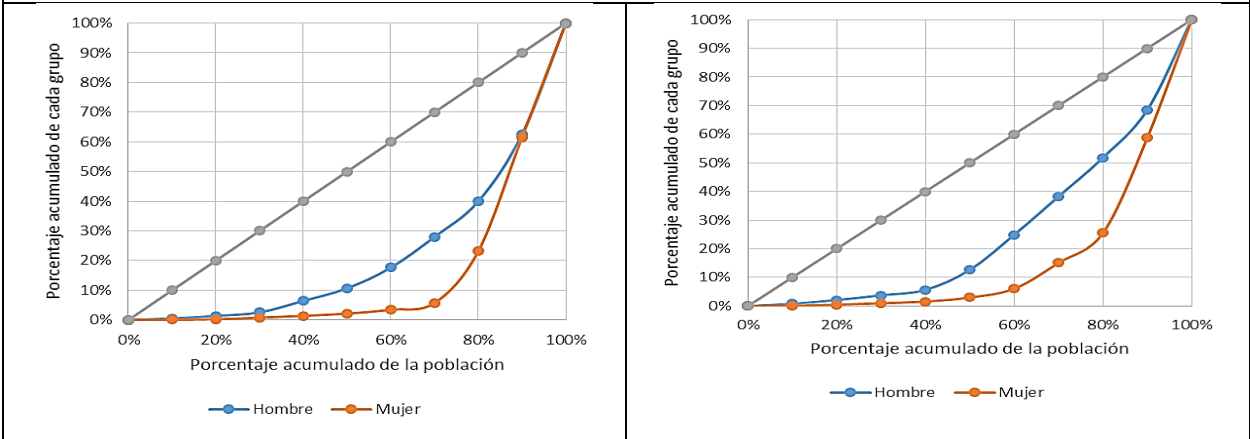 100%
90%
80%
70%
60%
50%
40%
30%
20%
10%
0%
Porcentaje acumulado de cada grupo
0% 20% 40% 60% 80% 100%
Porcentaje acumulado de la población
Hombre Mujer
100%
90%
80%
70%
60%
50%
40%
30%
20%
10%
0%
Porcentaje acumulado de cada grupo
0% 20% 40% 60% 80% 100%
Porcentaje acumulado de la población
Hombre Mujer